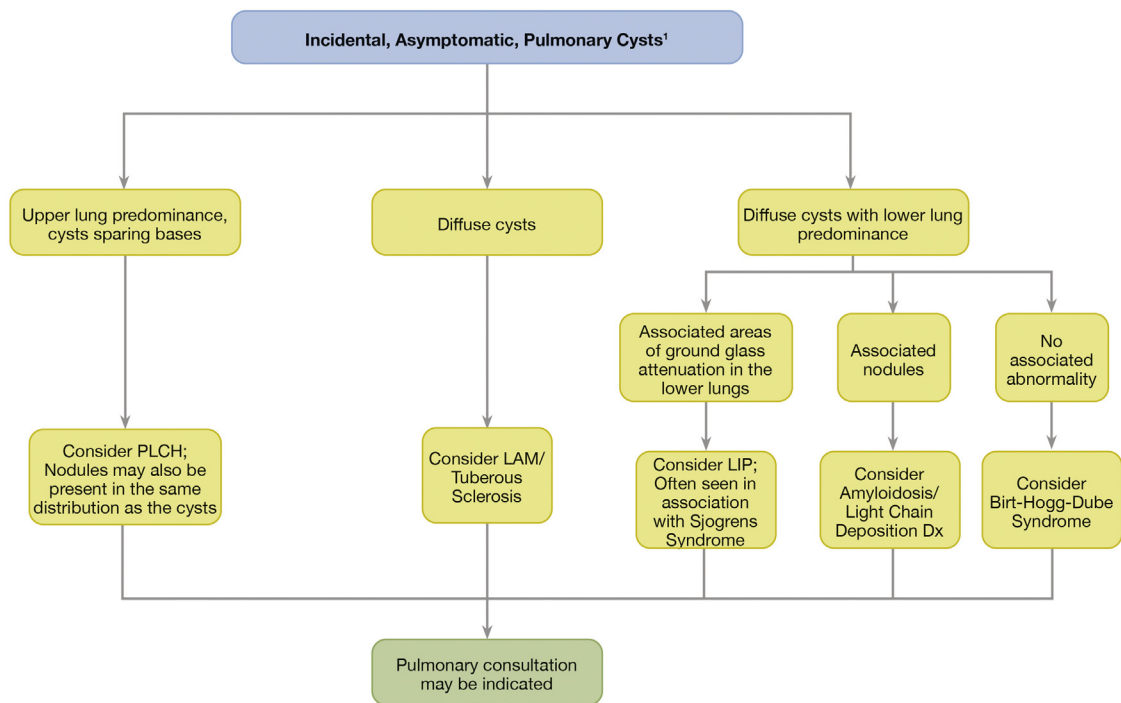 Incidental, Asymptomatic, Pulmonary Cysts¹
Upper lung predominance,
cysts sparing bases
Diffuse cysts
Diffuse cysts with lower lung
predominance
Associated areas
of ground glass
attenuation in the
lower lungs
Associated
nodules
No
associated
abnormality
Consider PLCH;
Nodules may also be
present in the same
distribution as the cysts
Consider LAM/
Tuberous
Sclerosis
Consider LIP;
Often seen in
association
with Sjogrens
Syndrome
Consider
Amyloidosis/
Light Chain
Deposition Dx
Consider
Birt-Hogg-Dube
Syndrome
Pulmonary consultation
may be indicated